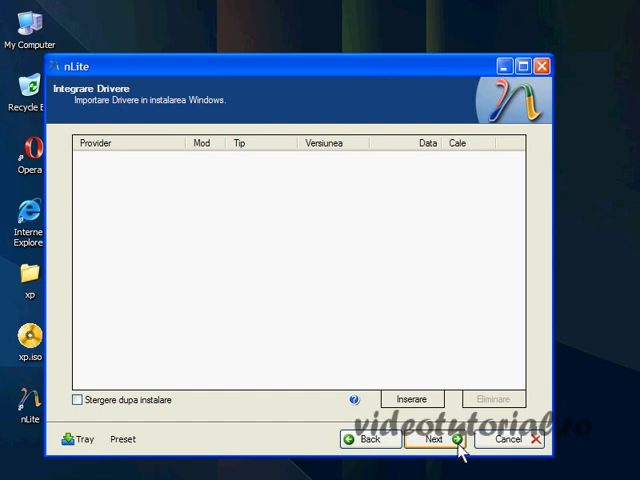 My Computer
nLite
Integrare Drivere
Importare Drivere in instalarea Windows.
Recycle B
Provider Mod Tip Versiunea Data Cale
Opera
Interne
Explore
xp
xp.iso
nLite
Stergere dupa instalare
Inserare Eliminare
videotutorial.ro
Tray Preset Back Next Cancel